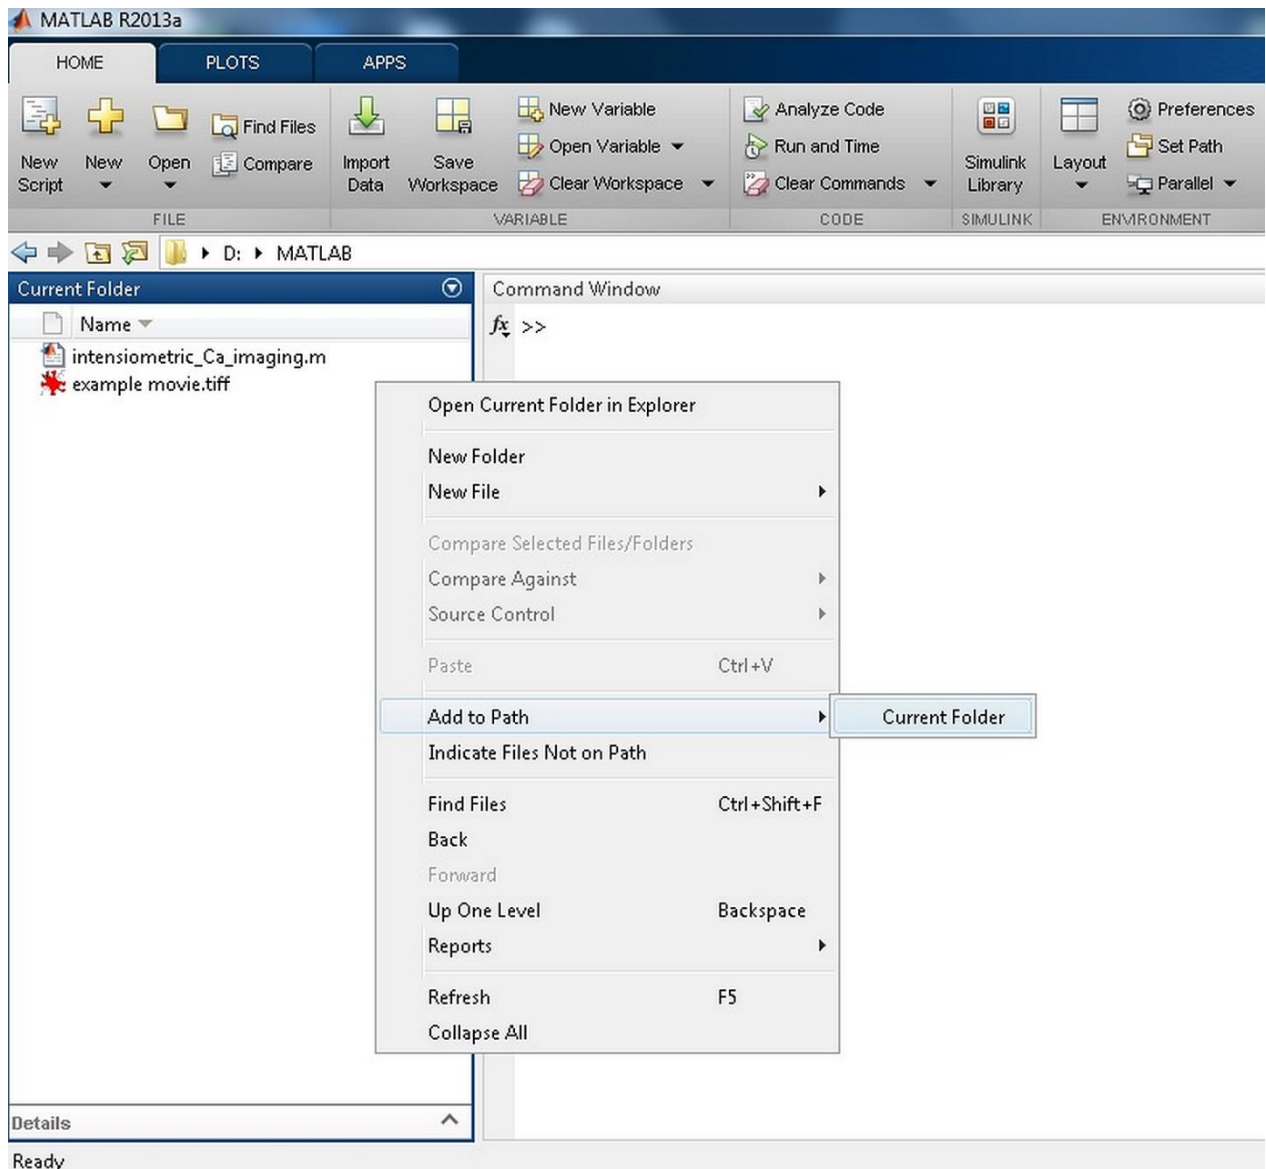 MATLAB R2013a
HOME PLOTS APPS
New Script
New
Open
Find Files
Compare
FILE
Import Data
Save Workspace
New Variable
Open Variable
Clear Workspace
VARIABLE
Analyze Code
Run and Time
Clear Commands
CODE
Simulink Library
SIMULINK
Layout
Preferences
Set Path
Parallel
ENVIRONMENT
D: MATLAB
Current Folder
Name
intensiometric_Ca_imaging.m
example movie.tiff
Command Window
fx >>
Open Current Folder in Explorer
New Folder
New File
Compare Selected Files/Folders
Compare Against
Source Control
Paste Ctrl+V
Add to Path
Current Folder
Indicate Files Not on Path
Find Files Ctrl+Shift+F
Back
Forward
Up One Level Backspace
Reports
Refresh F5
Collapse All
Details
Ready